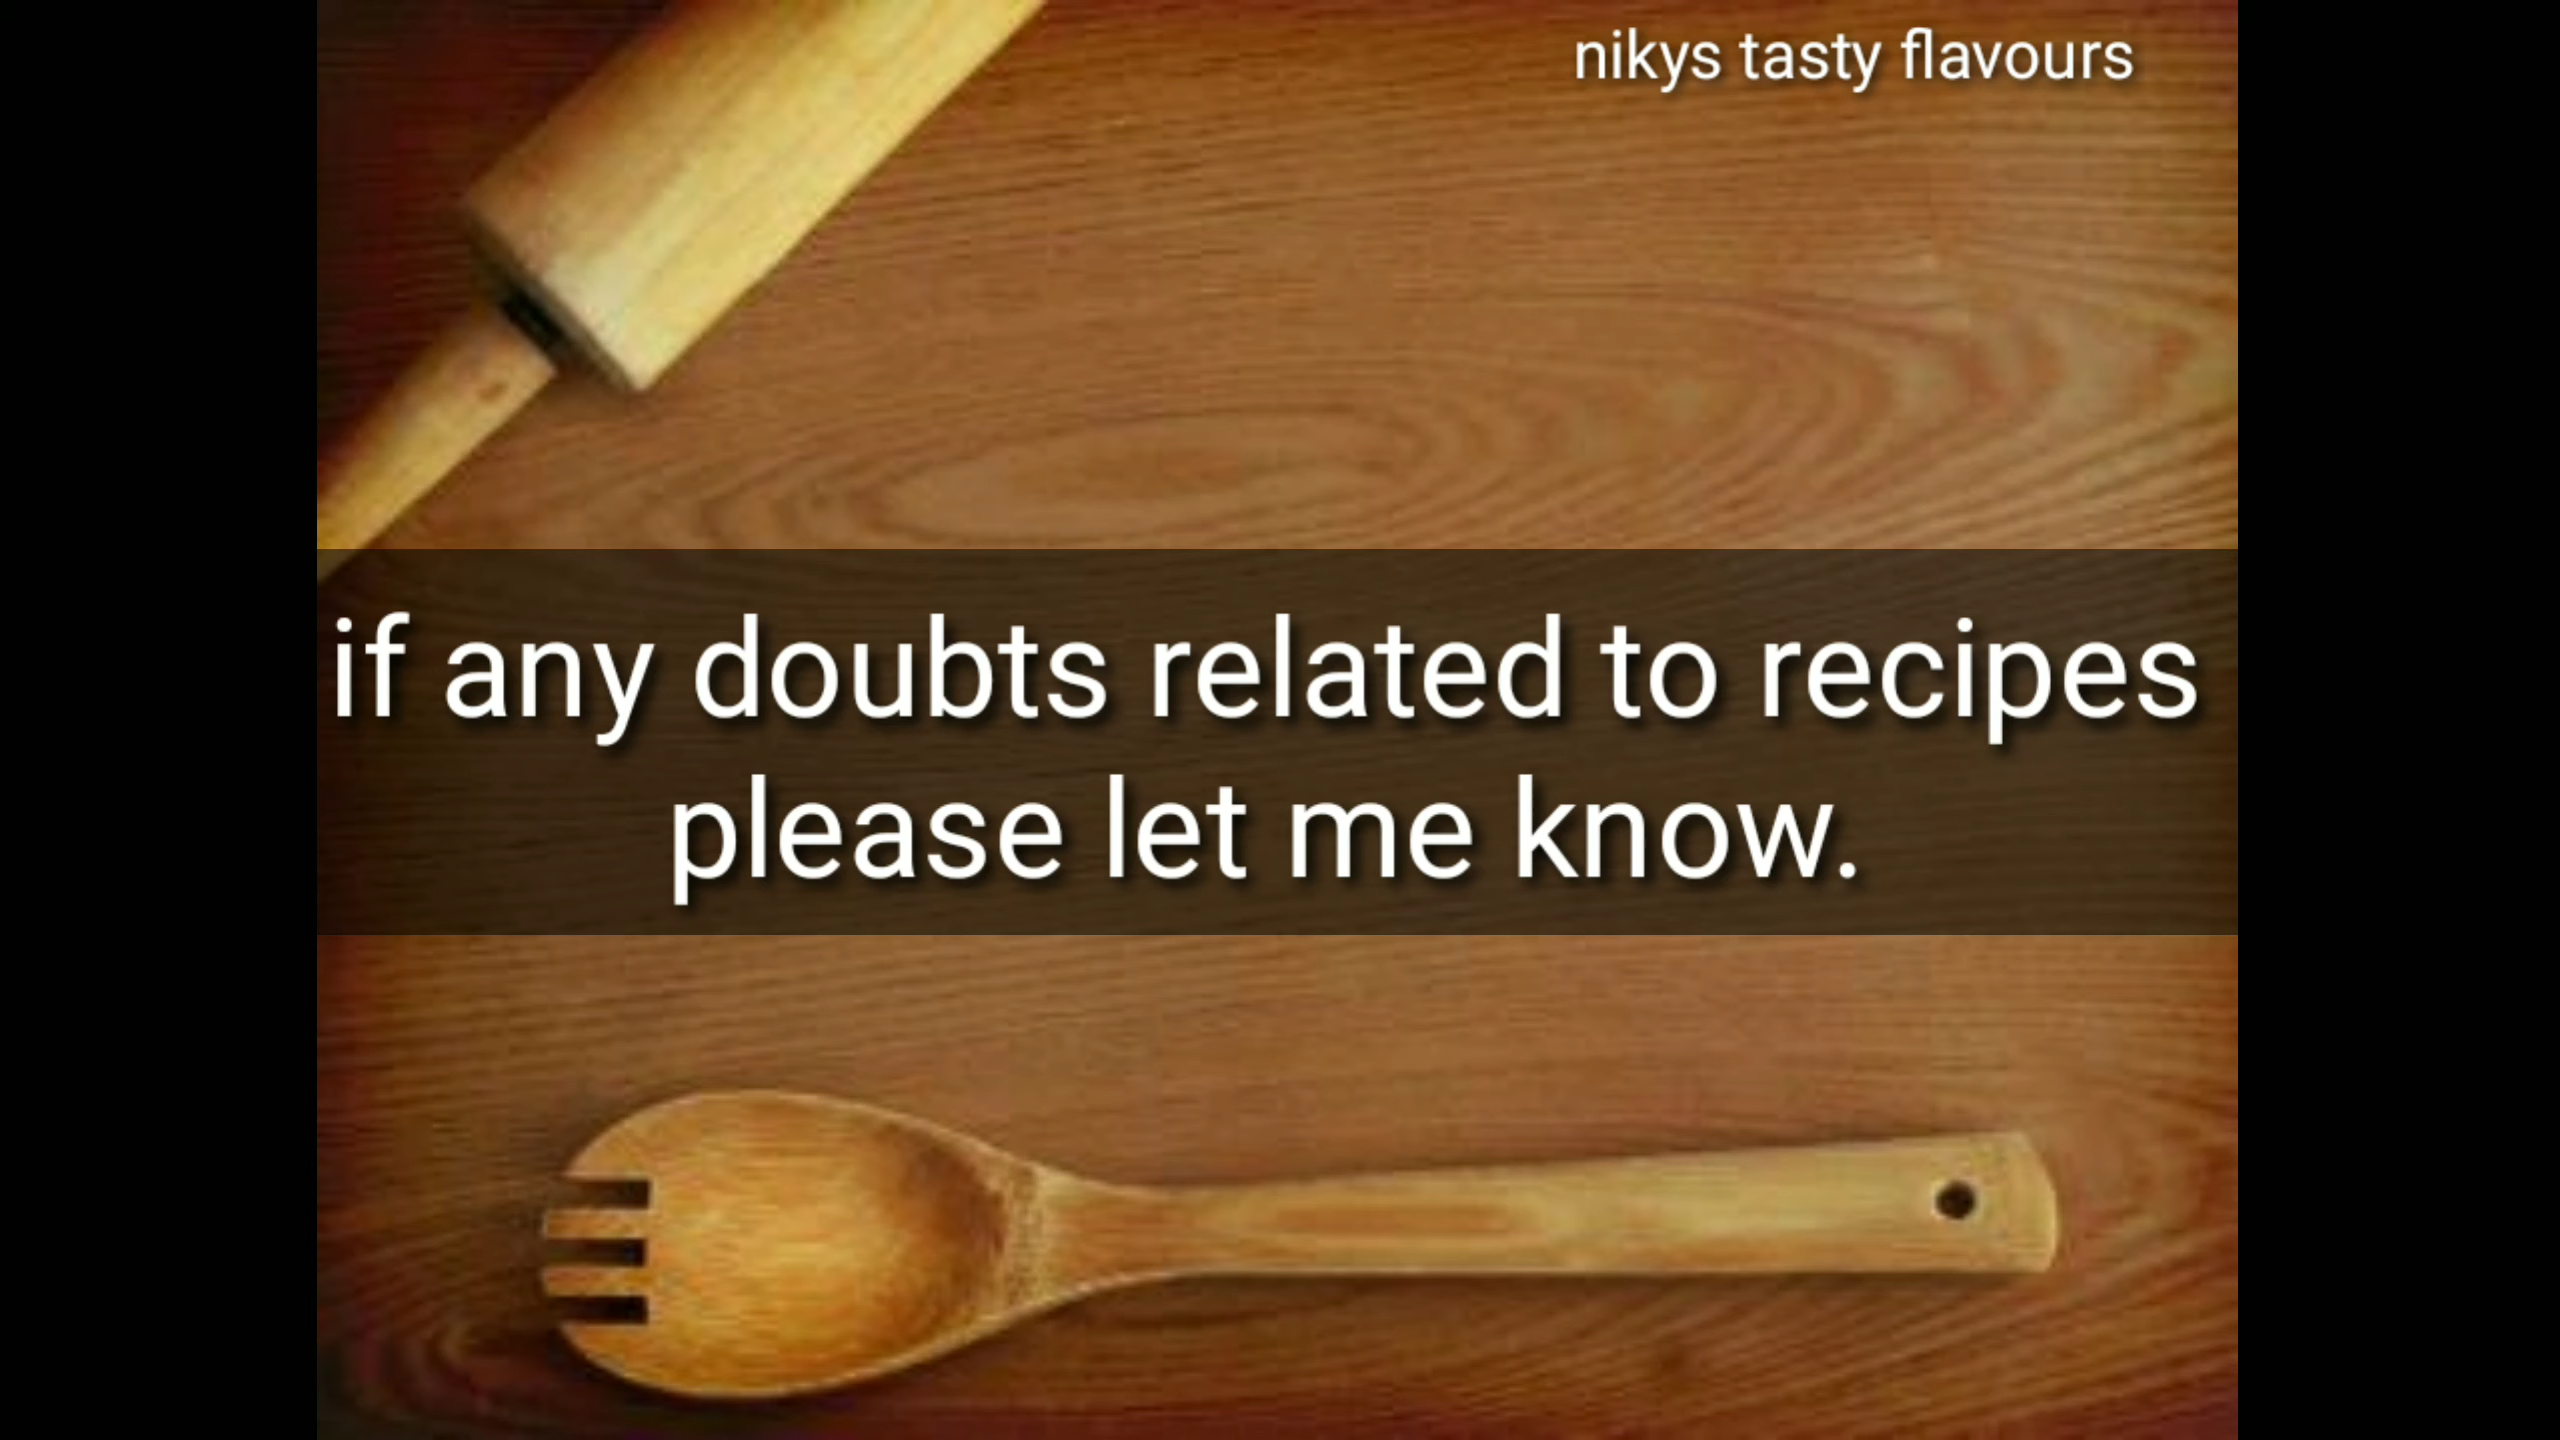 nikys tasty flavours
if any doubts related to recipes
please let me know.